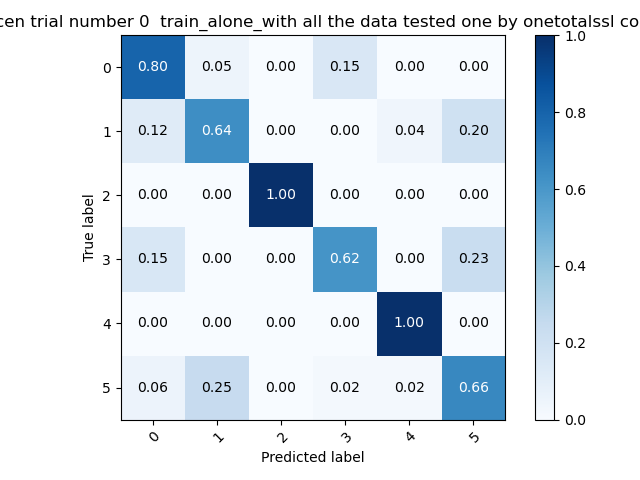 cen trial number 0 train_alone_with all the data tested one by onetotalssl co
1.0
0 0.80 0.05 0.00 0.15 0.00 0.00
0.8
1 0.12 0.64 0.00 0.00 0.04 0.20
2 0.00 0.00 1.00 0.00 0.00 0.00
0.6
True label
3 0.15 0.00 0.00 0.62 0.00 0.23
0.4
4 0.00 0.00 0.00 0.00 1.00 0.00
0.2
5 0.06 0.25 0.00 0.02 0.02 0.66
0.0
0 1 2 3 4 5
Predicted label